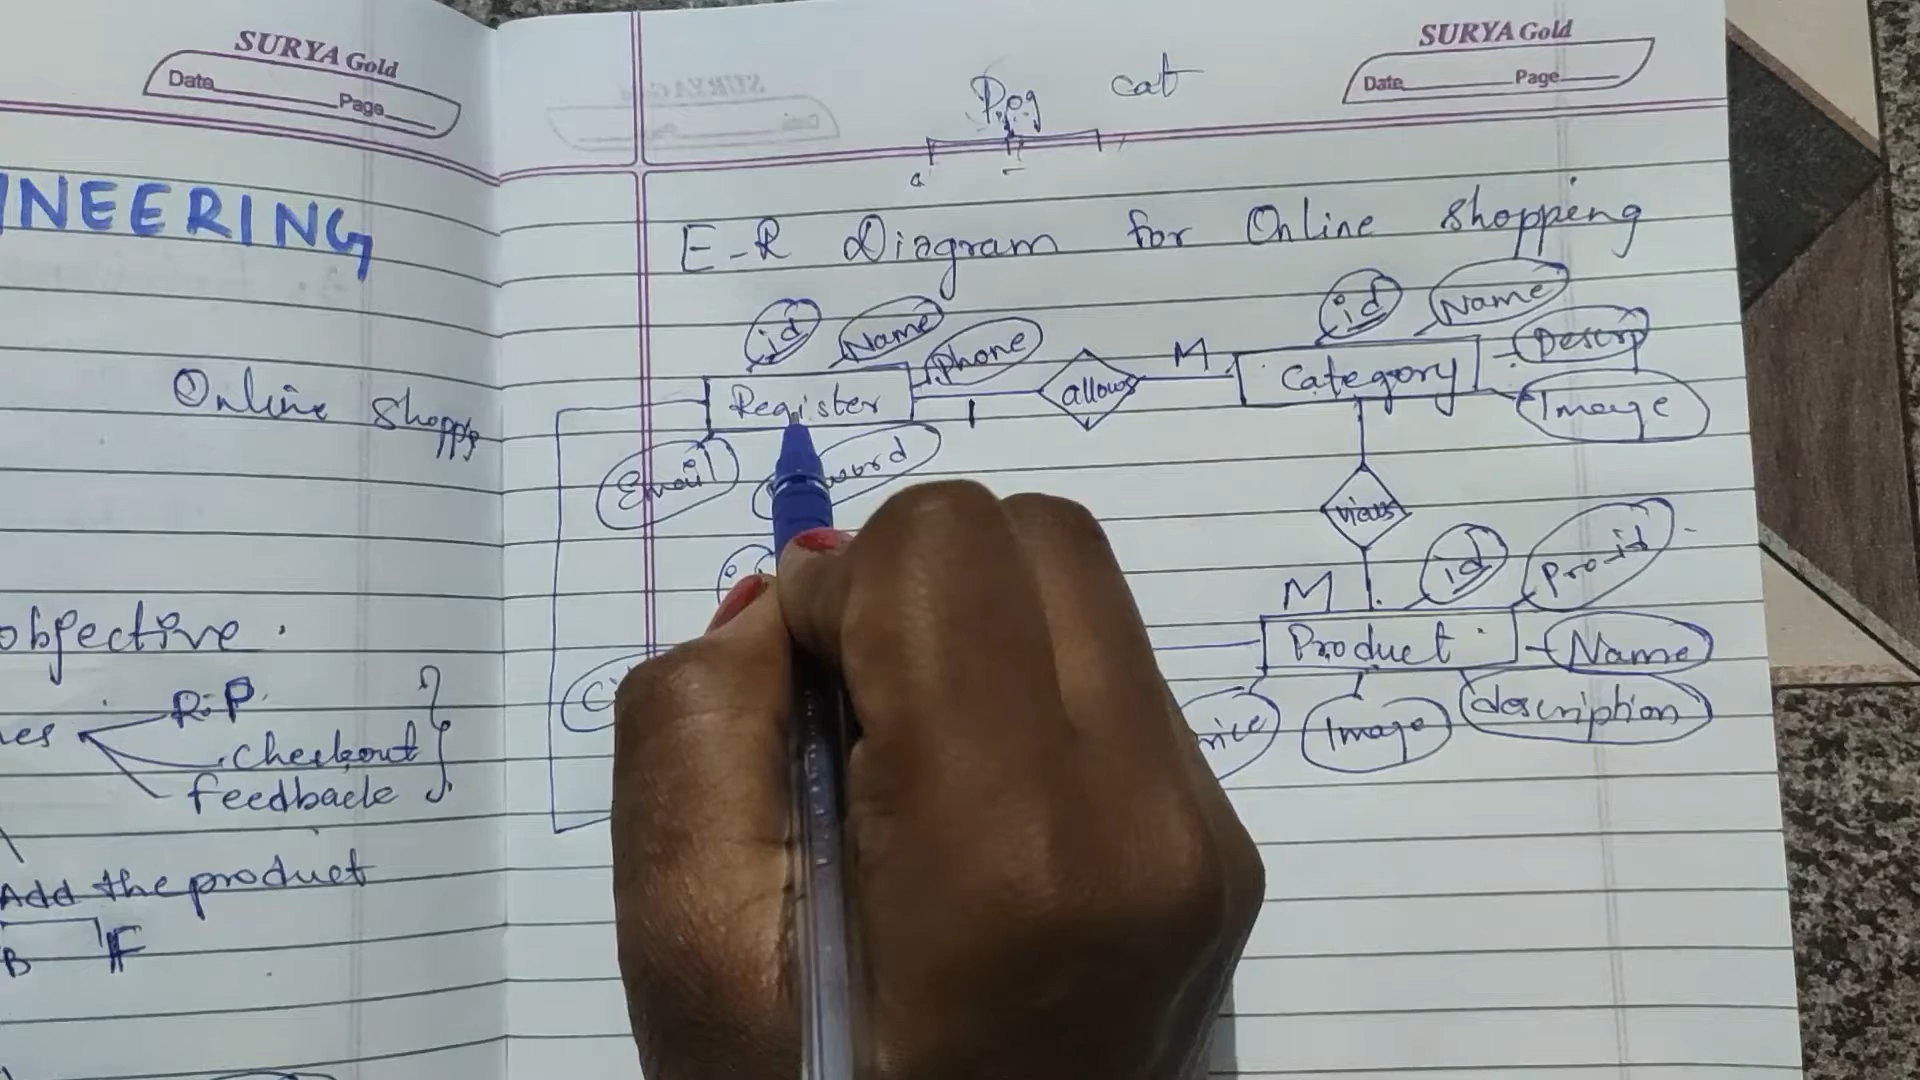 SURYA Gold
Date Page
INEERING
Online Shopp
objective.
R.P.
Checkout
feedback
Add the product
B F
SURYA Gold
Date Page
Reg cat
E-R Diagram for Online Shopping
id Name Phone
Register
1
allows
M
Email
id Name
Category
Descrp
Image
views
M
id Pro-id
Product
Name
Image description